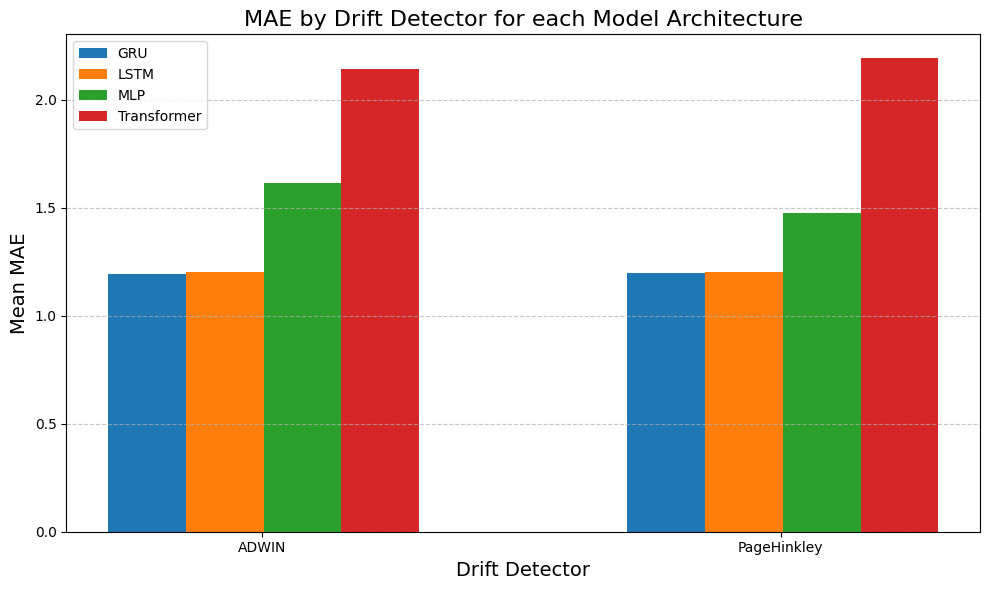 MAE by Drift Detector for each Model Architecture
GRU
LSTM
MLP
Transformer
Mean MAE
2.0
1.5
1.0
0.5
0.0
ADWIN
PageHinkley
Drift Detector